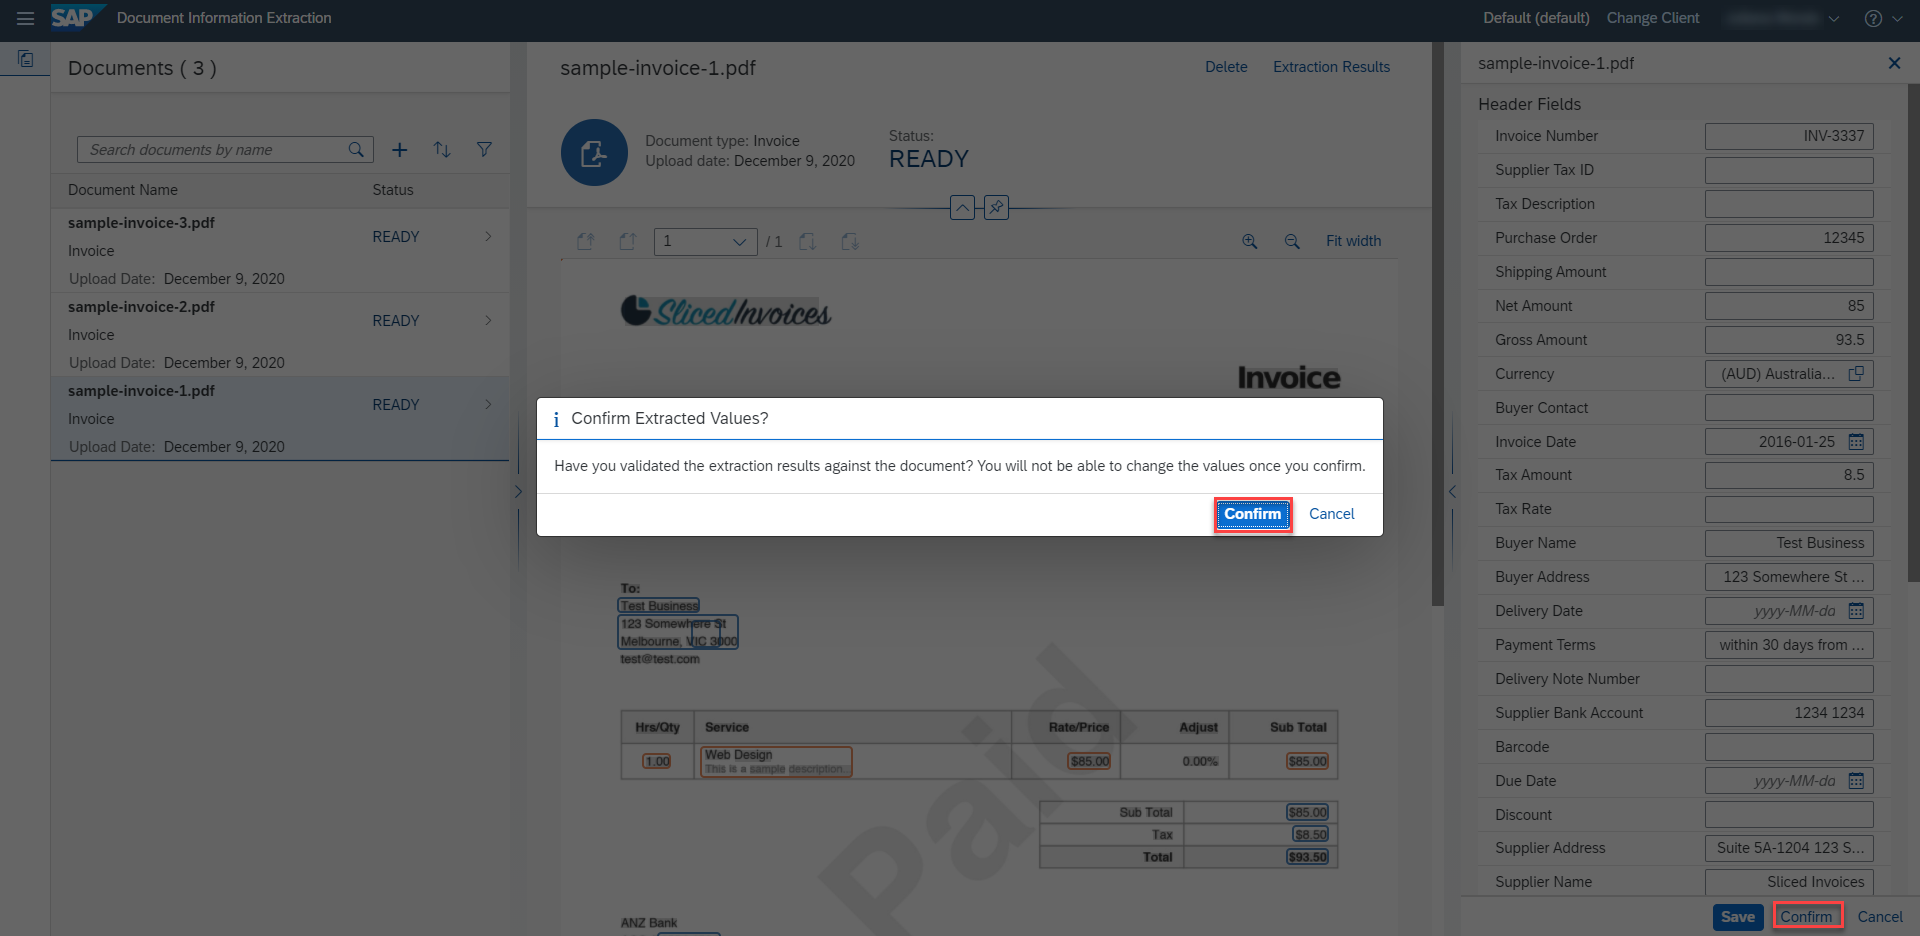 SAP Document Information Extraction
Default (default) Change Client
Documents ( 3 )
Search documents by name
Document Name Status
sample-invoice-3.pdf
Invoice READY
Upload Date: December 9, 2020
sample-invoice-2.pdf
Invoice READY
Upload Date: December 9, 2020
sample-invoice-1.pdf
Invoice READY
Upload Date: December 9, 2020
sample-invoice-1.pdf Delete Extraction Results
Document type: Invoice
Upload date: December 9, 2020
Status:
READY
1 / 1 Fit width
Sliced Invoices
Invoice
i Confirm Extracted Values?
Have you validated the extraction results against the document? You will not be able to change the values once you confirm.
Confirm Cancel
To:
Test Business
123 Somewhere St
Melbourne, VIC 3000
test@test.com
Paid
Hrs/Qty Service Rate/Price Adjust Sub Total
1.00 Web Design $85.00 0.00% $85.00
This is a sample description...
Sub Total $85.00
Tax $8.50
Total $93.50
ANZ Bank
sample-invoice-1.pdf
Header Fields
Invoice Number INV-3337
Supplier Tax ID
Tax Description
Purchase Order 12345
Shipping Amount
Net Amount 85
Gross Amount 93.5
Currency (AUD) Australia...
Buyer Contact
Invoice Date 2016-01-25
Tax Amount 8.5
Tax Rate
Buyer Name Test Business
Buyer Address 123 Somewhere St ...
Delivery Date yyyy-MM-dd
Payment Terms within 30 days from ...
Delivery Note Number
Supplier Bank Account 1234 1234
Barcode
Due Date yyyy-MM-dd
Discount
Supplier Address Suite 5A-1204 123 S...
Supplier Name Sliced Invoices
Save Confirm Cancel